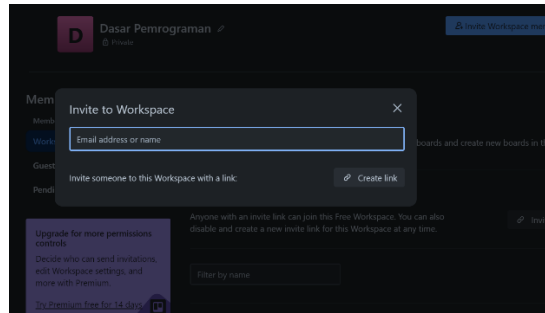 D
Dasar Pemrograman
Private
Invite Workspace
Mem
Invite to Workspace
Email address or name
Work
boards and create new boards in
Guest
Invite someone to this Workspace with a link:
Create link
Pendi
Anyone with an invite link can join this Free Workspace. You can also
disable and create a new invite link for this Workspace at any time.
Upgrade for more permissions
controls
Decide who can send invitations,
edit Workspace settings, and
more with Premium.
Filter by name
Try Premium free for 14 days